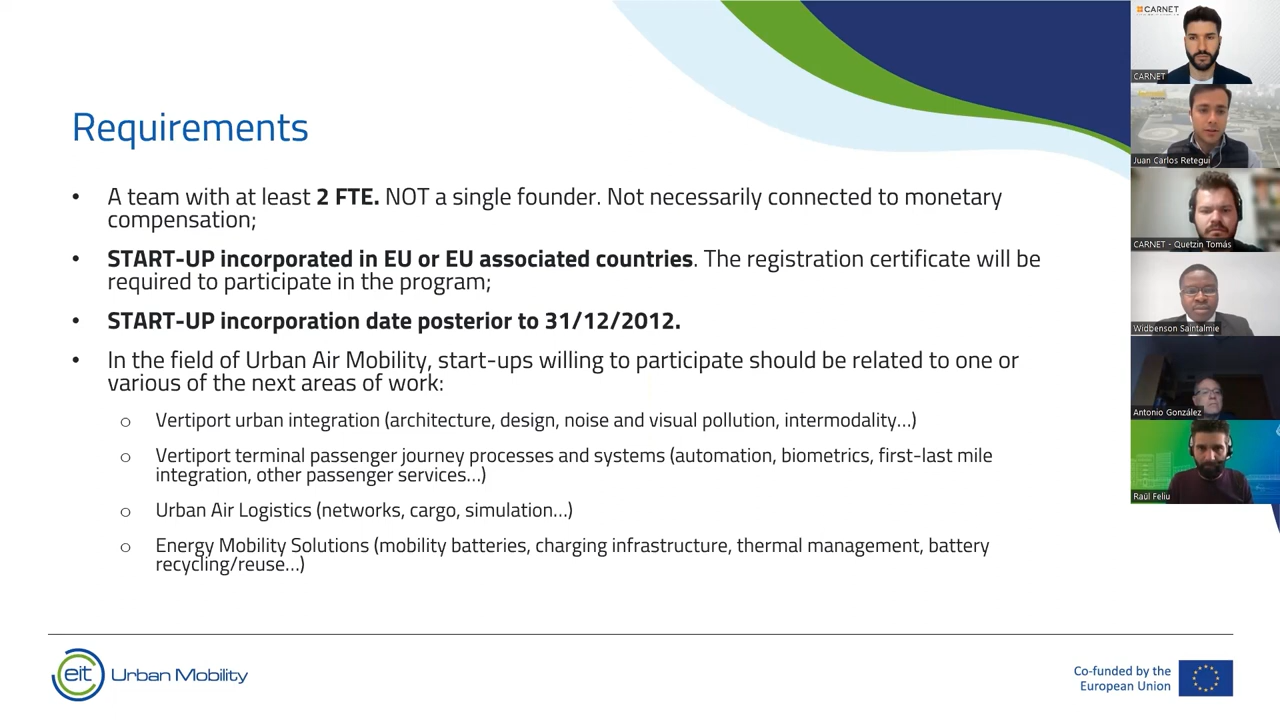 Requirements
• A team with at least 2 FTE. NOT a single founder. Not necessarily connected to monetary
compensation;
• START-UP incorporated in EU or EU associated countries. The registration certificate will be
required to participate in the program;
• START-UP incorporation date posterior to 31/12/2012.
• In the field of Urban Air Mobility, start-ups willing to participate should be related to one or
various of the next areas of work:
o Vertiport urban integration (architecture, design, noise and visual pollution, intermodality…)
o Vertiport terminal passenger journey processes and systems (automation, biometrics, first-last mile
integration, other passenger services…)
o Urban Air Logistics (networks, cargo, simulation…)
o Energy Mobility Solutions (mobility batteries, charging infrastructure, thermal management, battery
recycling/reuse…)
eit Urban Mobility
Co-funded by the
European Union
CARNET
CARNET
Juan Carlos Retegui
CARNET - Quetzin Tomás
Widbenson Saintalmie
Antonio González
Raúl Feliu